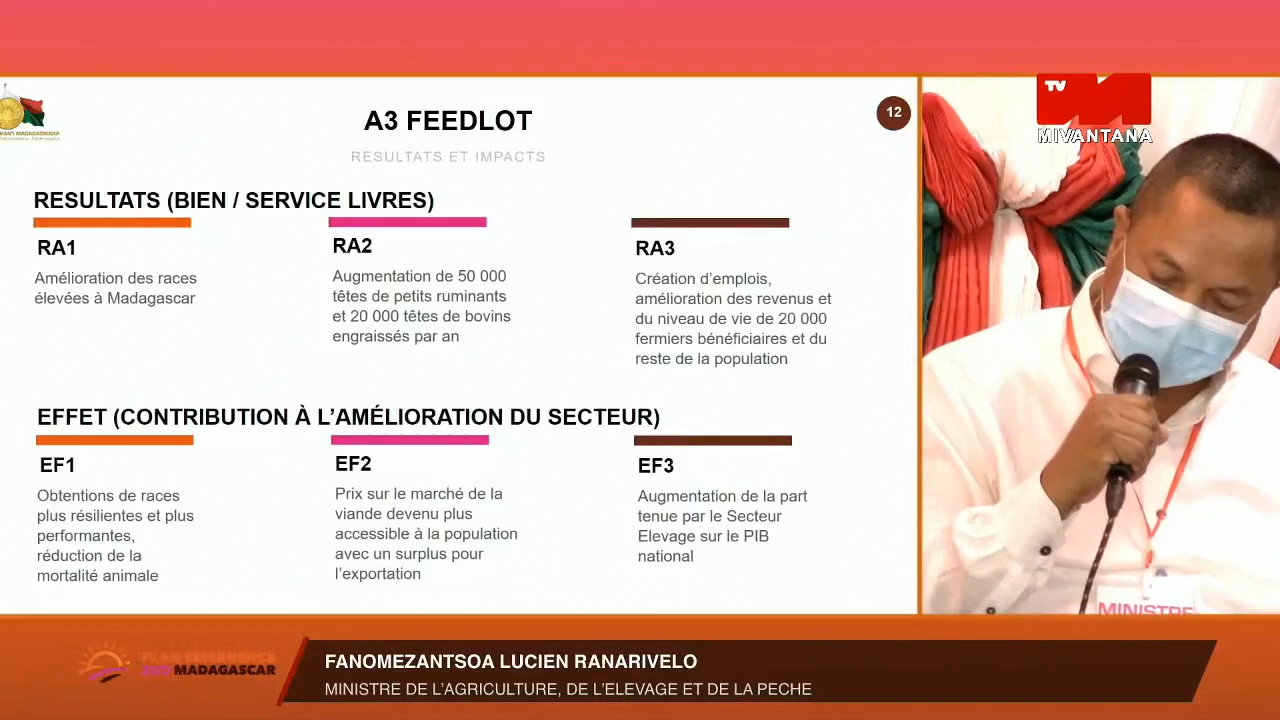 A3 FEEDLOT
12
RESULTATS ET IMPACTS
RESULTATS (BIEN / SERVICE LIVRES)
RA1
Amélioration des races
élevées à Madagascar
RA2
Augmentation de 50 000
têtes de petits ruminants
et 20 000 têtes de bovins
engraissés par an
RA3
Création d’emplois,
amélioration des revenus et
du niveau de vie de 20 000
fermiers bénéficiaires et du
reste de la population
EFFET (CONTRIBUTION À L’AMÉLIORATION DU SECTEUR)
EF1
Obtentions de races
plus résilientes et plus
performantes,
réduction de la
mortalité animale
EF2
Prix sur le marché de la
viande devenu plus
accessible à la population
avec un surplus pour
l’exportation
EF3
Augmentation de la part
tenue par le Secteur
Elevage sur le PIB
national
TV
MIVANTANA
MINISTRE
MADAGASCAR
FANOMEZANTSOA LUCIEN RANARIVELO
MINISTRE DE L’AGRICULTURE, DE L’ELEVAGE ET DE LA PECHE